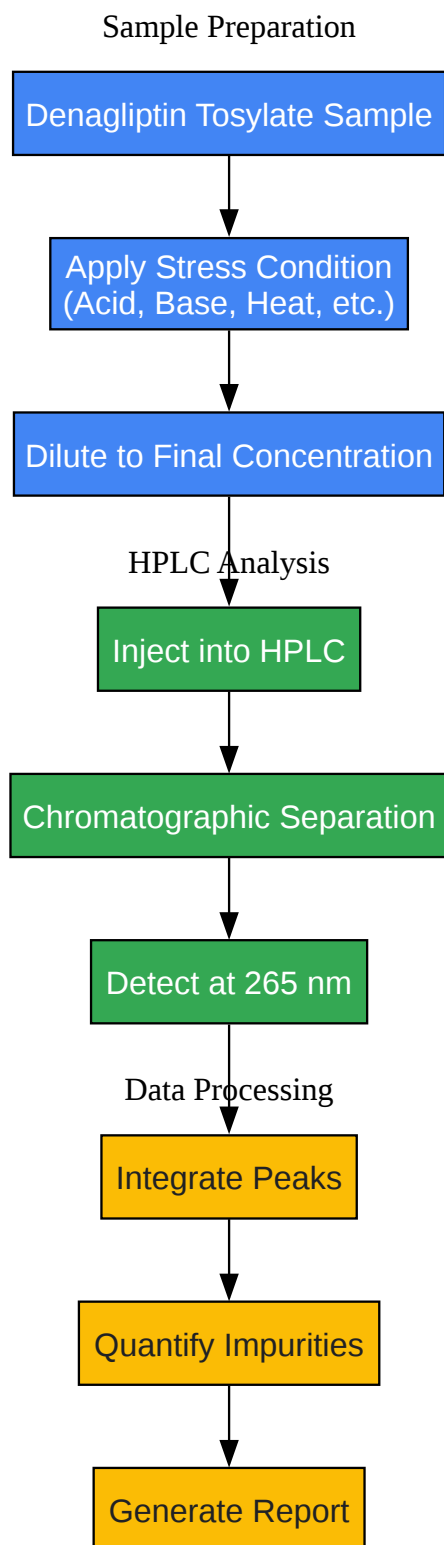 Sample Preparation
Denagliptin Tosylate Sample
Apply Stress Condition
(Acid, Base, Heat, etc.)
Dilute to Final Concentration
HPLC Analysis
Inject into HPLC
Chromatographic Separation
Detect at 265 nm
Data Processing
Integrate Peaks
Quantify Impurities
Generate Report